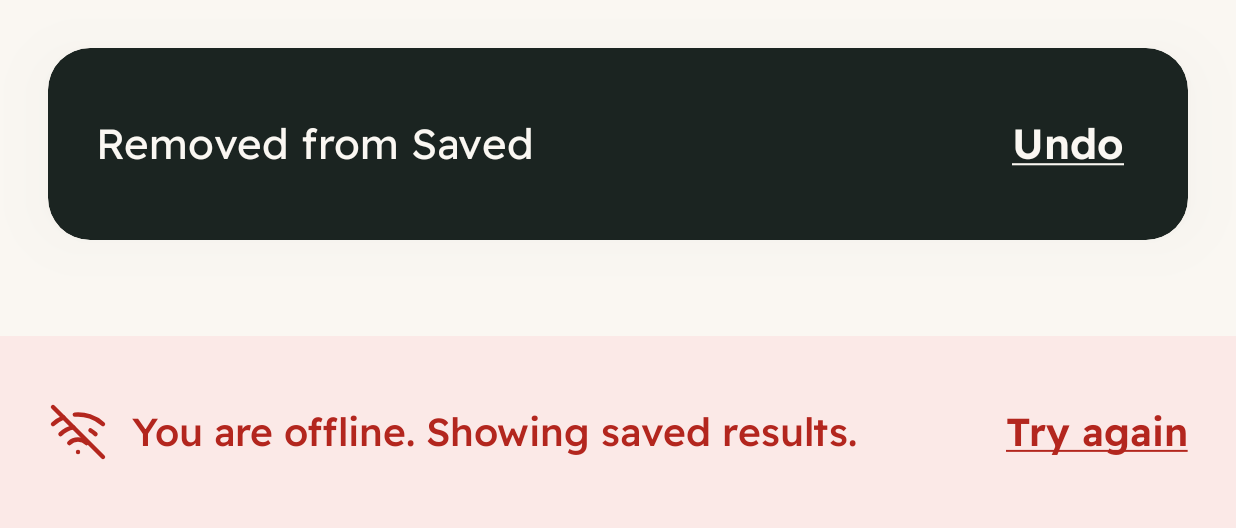 Removed from Saved Undo
You are offline. Showing saved results. Try again